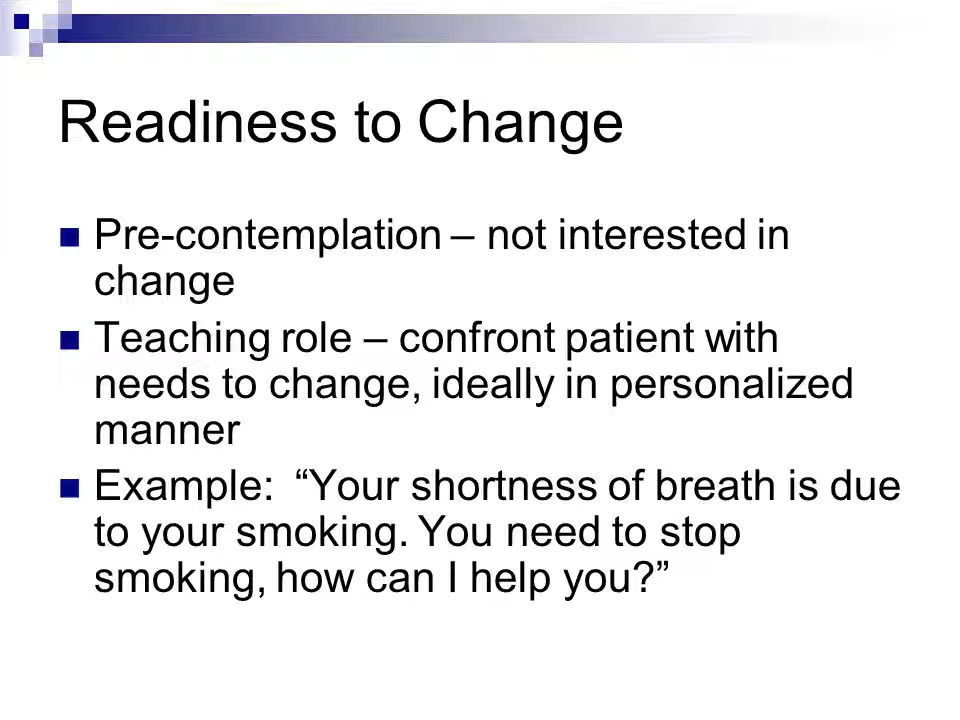 Readiness to Change
Pre-contemplation – not interested in
change
Teaching role – confront patient with
needs to change, ideally in personalized
manner
Example:  “Your shortness of breath is due
to your smoking. You need to stop
smoking, how can I help you?”